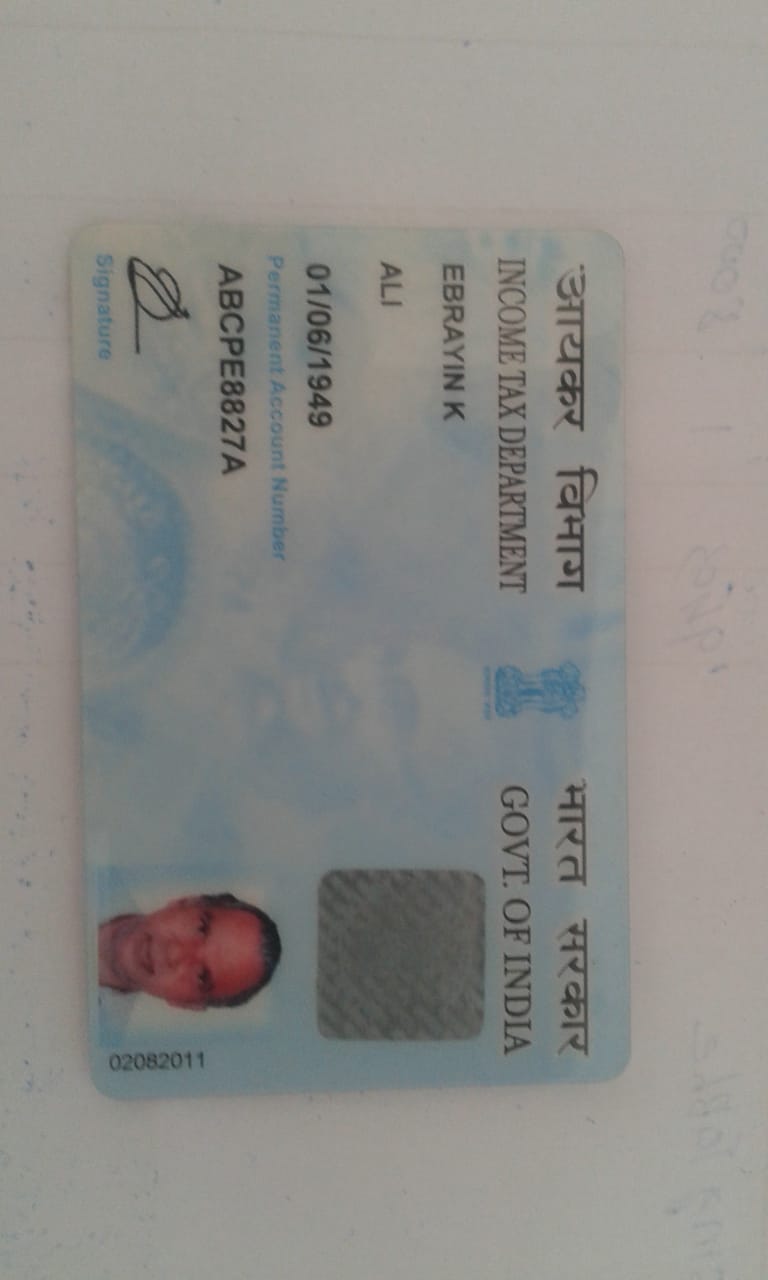 आयकर विभाग भारत सरकार
INCOME TAX DEPARTMENT GOVT. OF INDIA
EBRAYIN K
ALI
01/06/1949
Permanent Account Number
ABCPE8827A
Signature
02082011